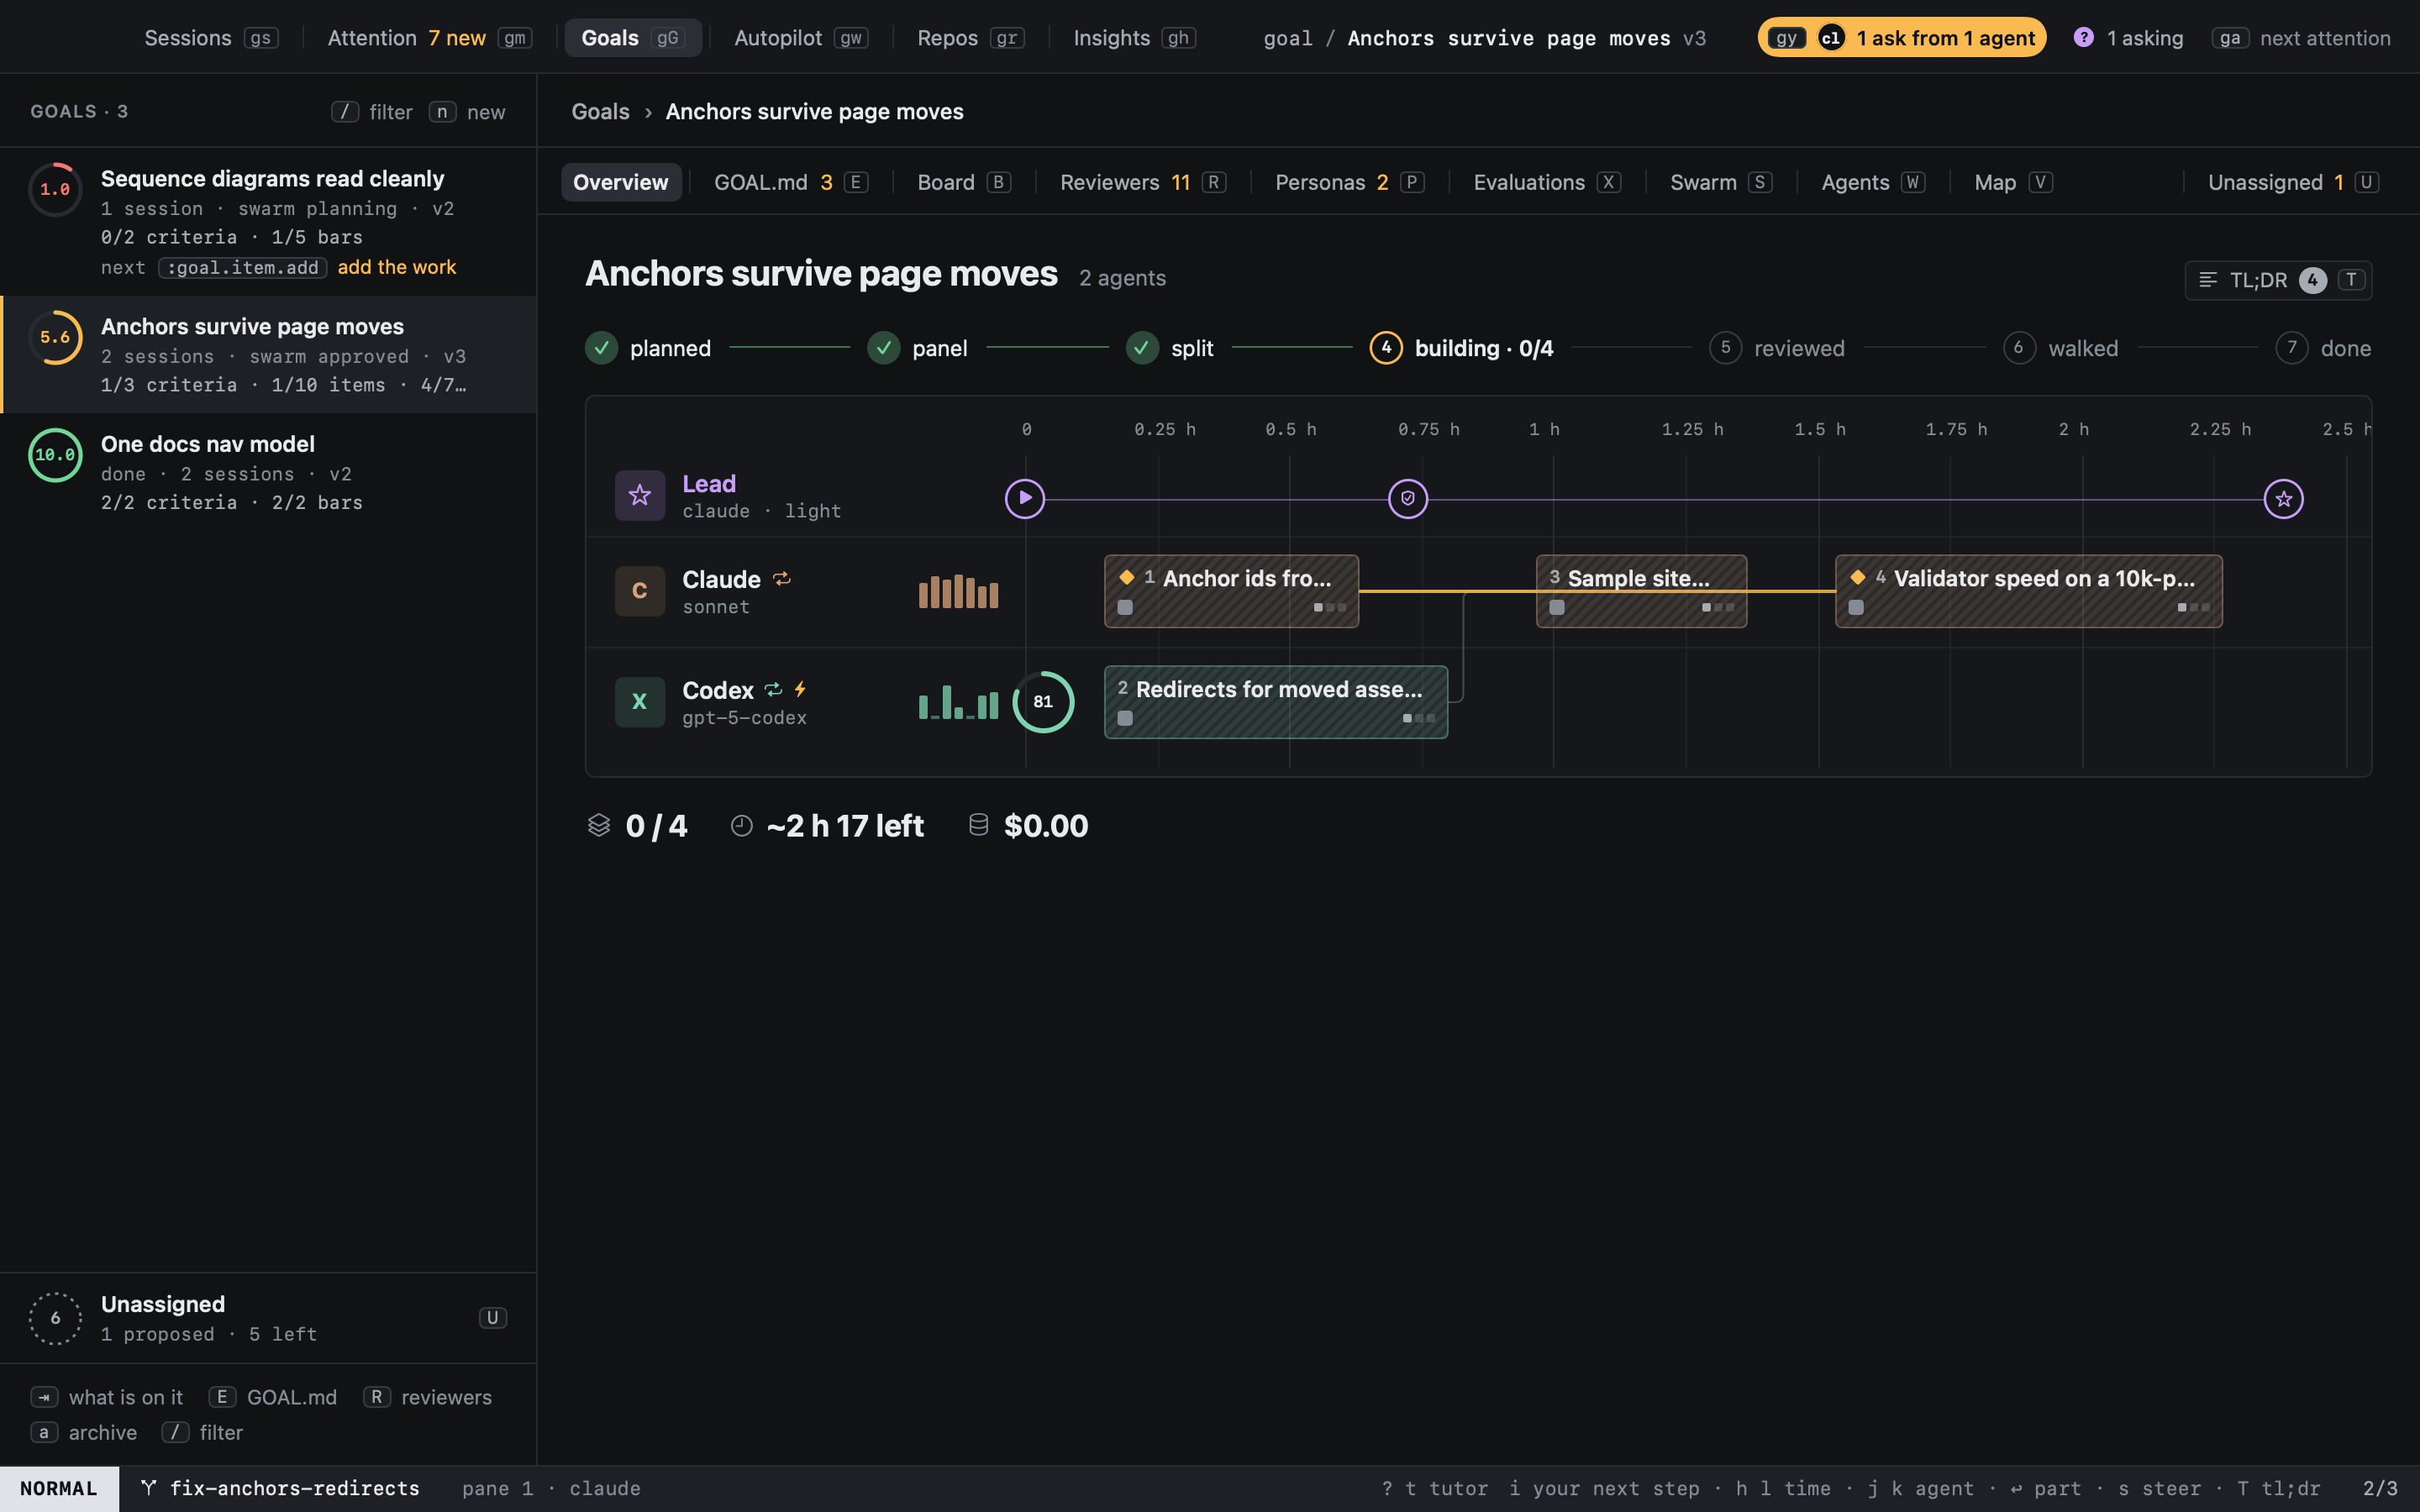 Sessions gs Attention 7 new gm Goals gG Autopilot gw Repos gr Insights gh goal / Anchors survive page moves v3 gy cl 1 ask from 1 agent ? 1 asking ga next attention
GOALS · 3 / filter n new
Goals › Anchors survive page moves
1.0 Sequence diagrams read cleanly
1 session · swarm planning · v2
0/2 criteria · 1/5 bars
next :goal.item.add add the work
5.6 Anchors survive page moves
2 sessions · swarm approved · v3
1/3 criteria · 1/10 items · 4/7…
10.0 One docs nav model
done · 2 sessions · v2
2/2 criteria · 2/2 bars
Overview GOAL.md 3 E Board B Reviewers 11 R Personas 2 P Evaluations X Swarm S Agents W Map V Unassigned 1 U
Anchors survive page moves 2 agents TL;DR 4 T
planned panel split 4 building · 0/4 5 reviewed 6 walked 7 done
0 0.25 h 0.5 h 0.75 h 1 h 1.25 h 1.5 h 1.75 h 2 h 2.25 h 2.5 h
Lead
claude · light
C Claude
sonnet
1 Anchor ids fro… 3 Sample site… 4 Validator speed on a 10k-p…
X Codex
gpt-5-codex
81
2 Redirects for moved asse…
0 / 4 ~2 h 17 left $0.00
6 Unassigned U
1 proposed · 5 left
⇥ what is on it E GOAL.md R reviewers
a archive / filter
NORMAL fix-anchors-redirects pane 1 · claude ? t tutor i your next step · h l time · j k agent · ↩ part · s steer · T tl;dr 2/3